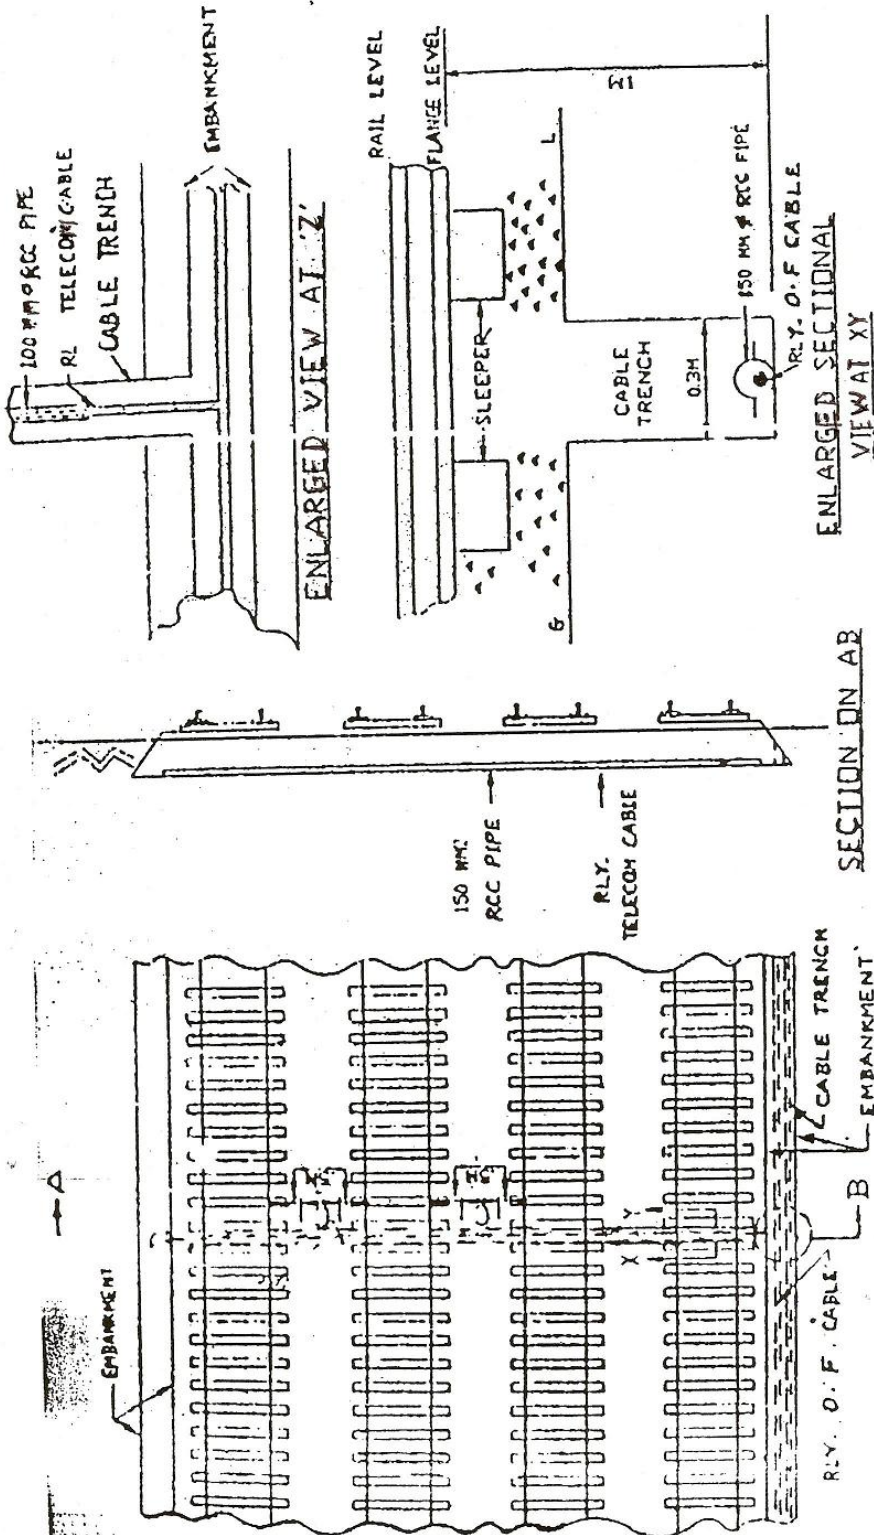 100 MM ⌀ RCC PIPE
RL TELECOM CABLE
CABLE TRENCH
EMBANKMENT
ENLARGED VIEW AT 'Z'
RAIL LEVEL
FLANGE LEVEL
SLEEPER
G
L
1M
CABLE
TRENCH
0.3M
150 MM ⌀ RCC PIPE
RLY. O.F CABLE
ENLARGED SECTIONAL
VIEW AT XY
150 MM
RCC PIPE
RLY.
TELECOM CABLE
SECTION ON AB
A
EMBANKMENT
X
Y
CABLE TRENCH
EMBANKMENT
B
RLY. O. F. CABLE